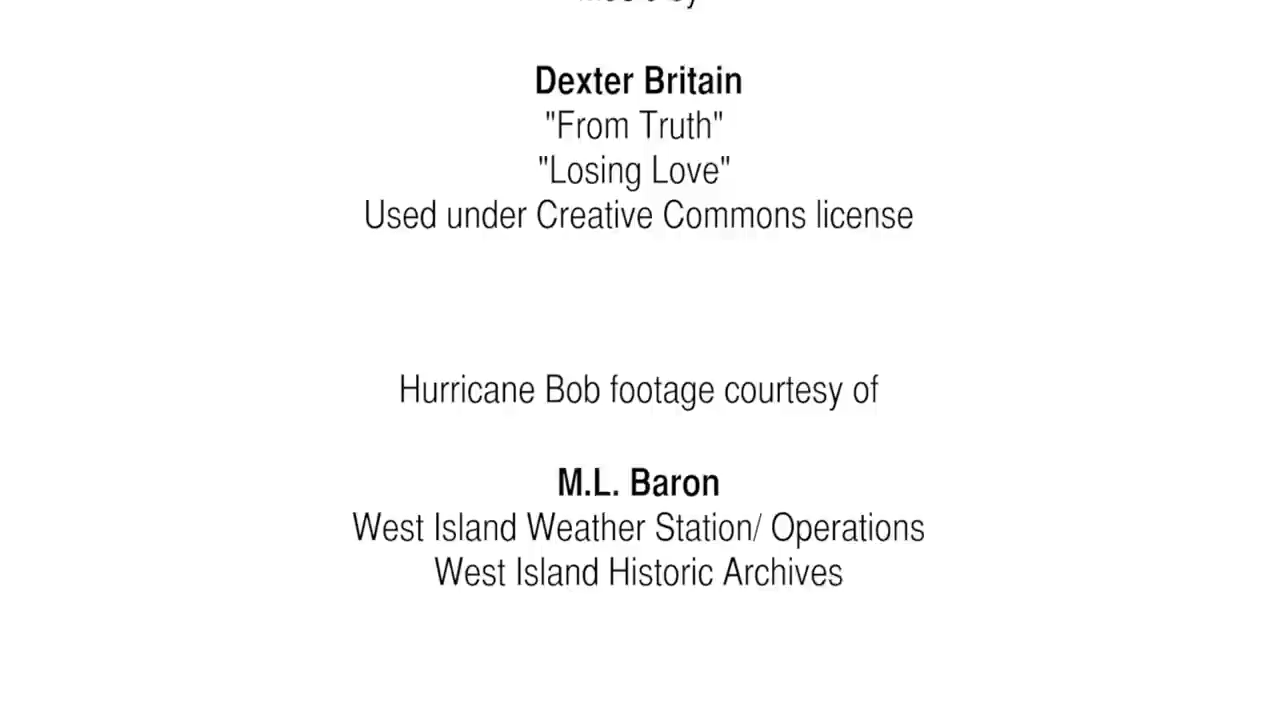 Dexter Britain
"From Truth"
"Losing Love"
Used under Creative Commons license
Hurricane Bob footage courtesy of
M.L. Baron
West Island Weather Station/ Operations
West Island Historic Archives